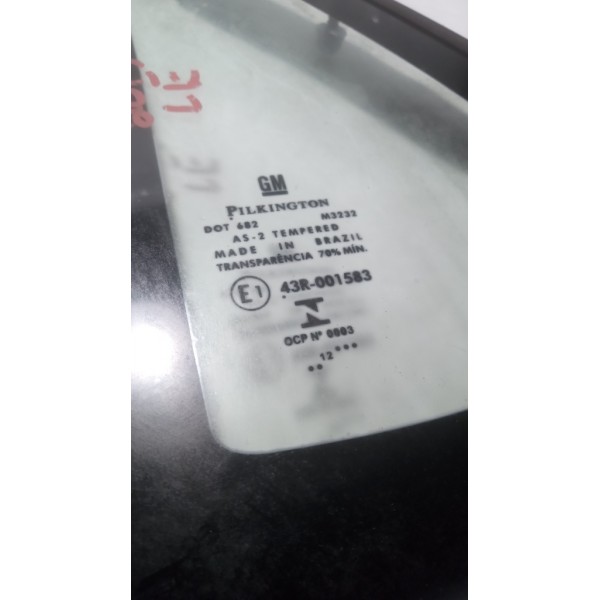 GM
PILKINGTON
DOT 682 M3232
AS-2 TEMPERED
MADE IN BRAZIL
TRANSPARÊNCIA 70% MÍN.
E1 43R-001583
OCP Nº 0003
12 •••
••